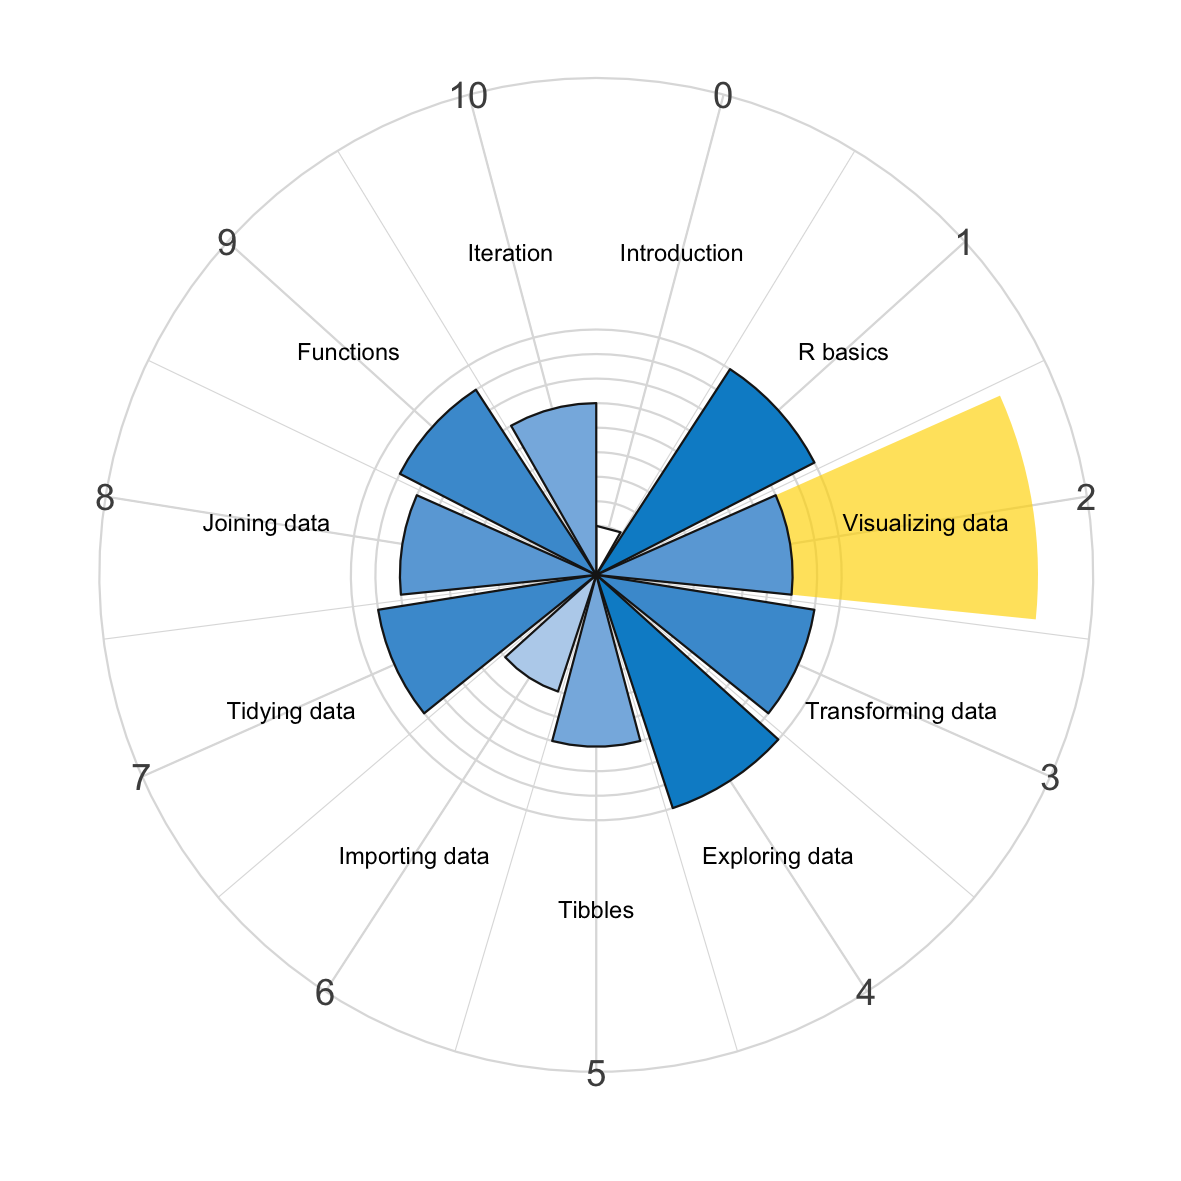 10
0
9
1
Iteration
Introduction
Functions
R basics
8
2
Joining data
Visualizing data
Tidying data
Transforming data
7
3
Importing data
Exploring data
Tibbles
6
4
5